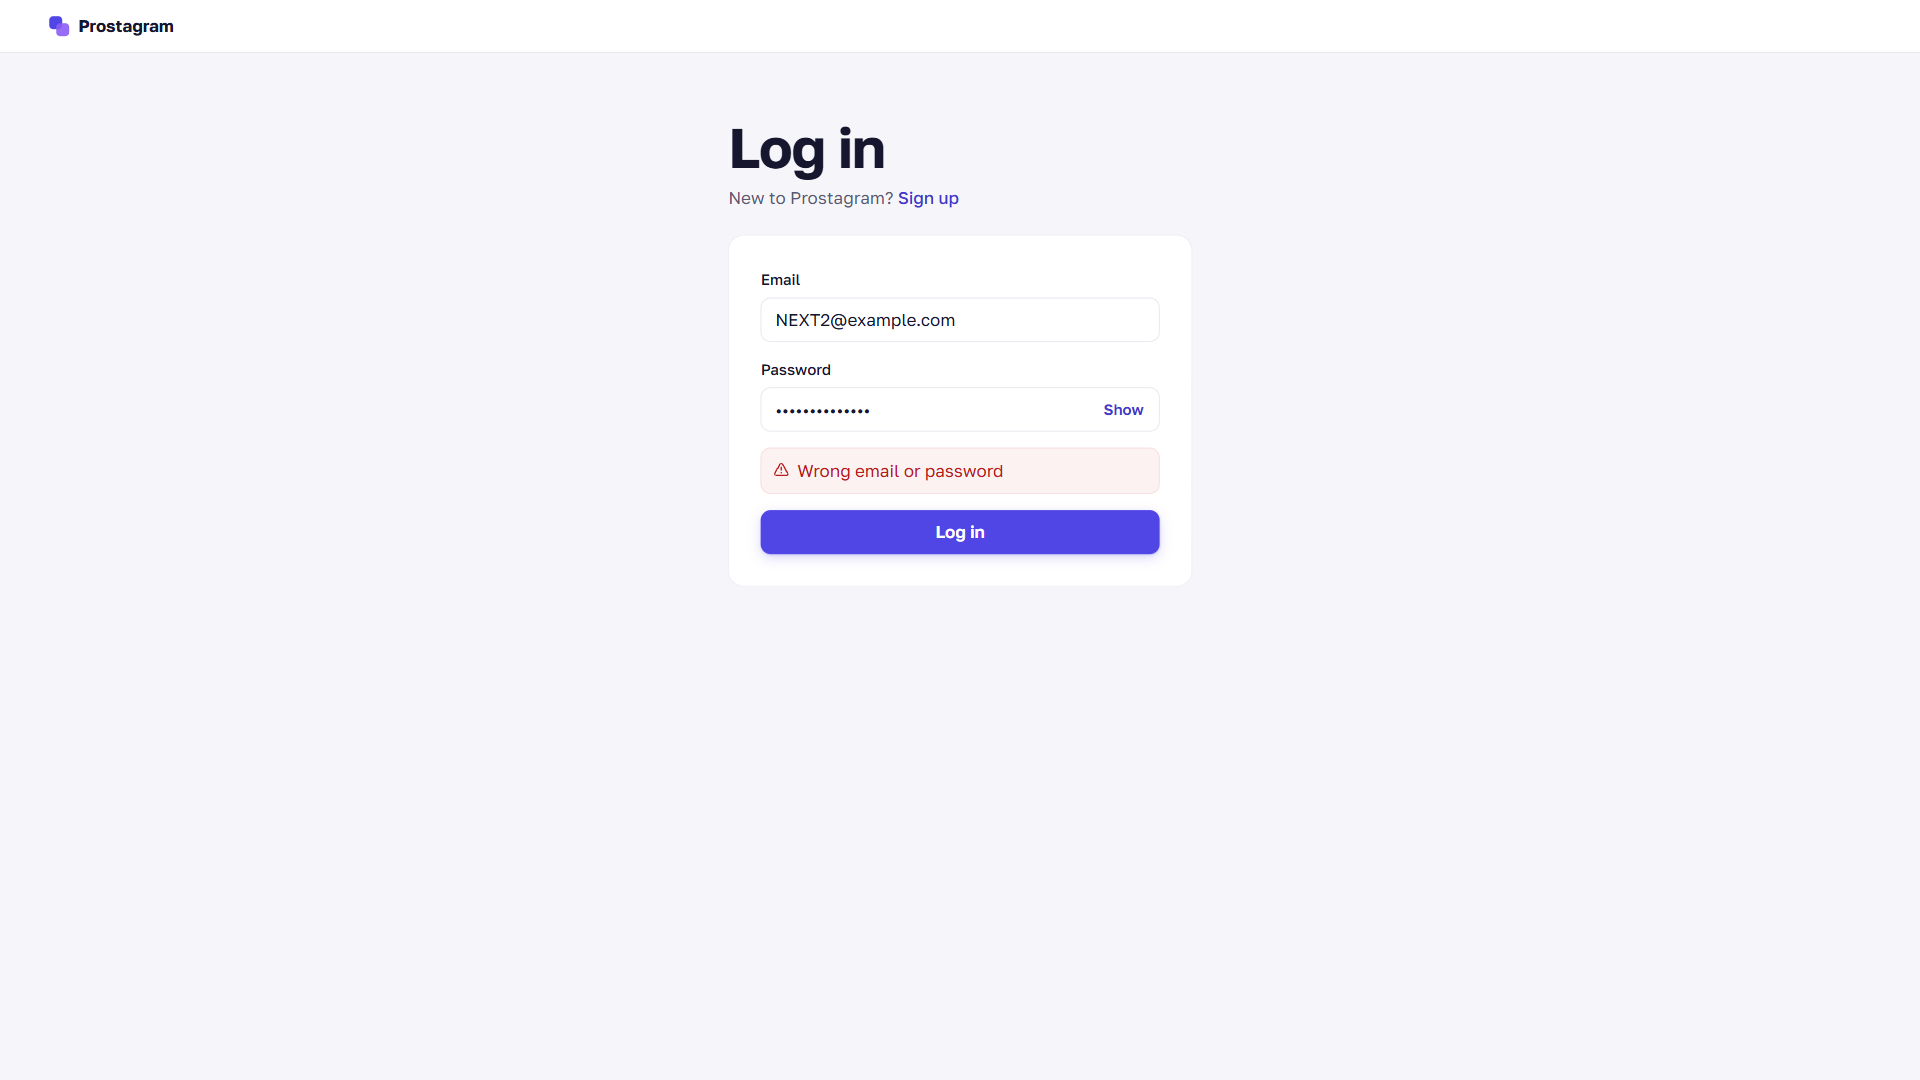 Prostagram
Log in
New to Prostagram? Sign up
Email
NEXT2@example.com
Password
•••••••••••••• Show
Wrong email or password
Log in